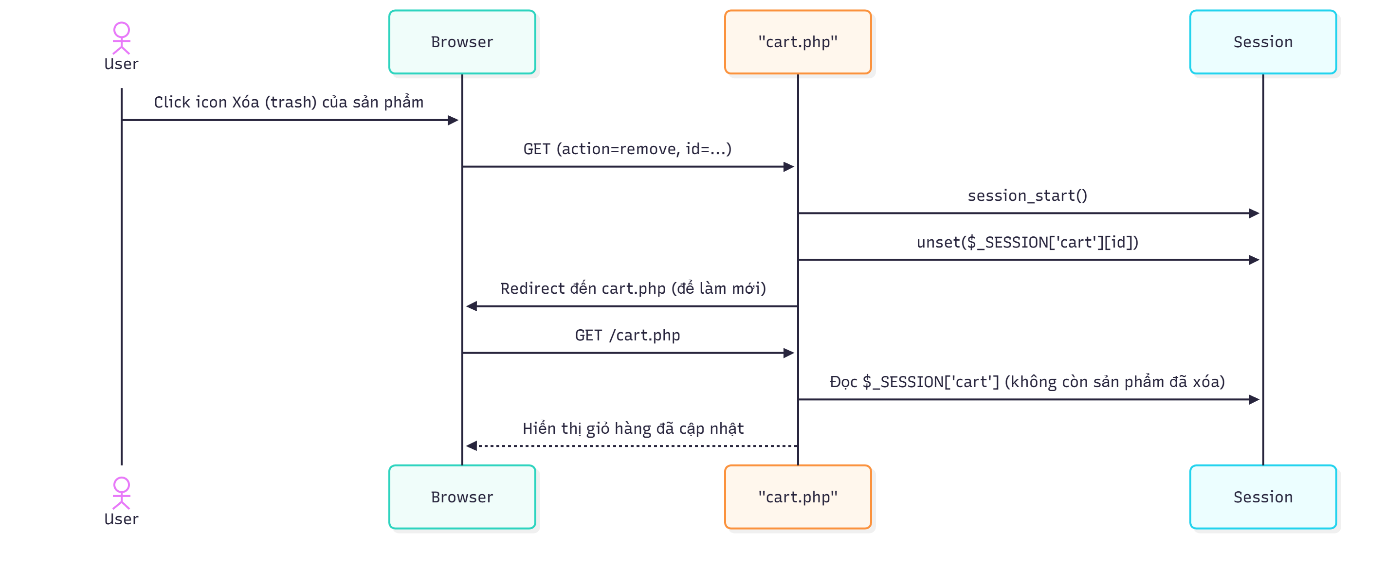 User
Browser
"cart.php"
Session
Click icon Xóa (trash) của sản phẩm
GET (action=remove, id=...)
session_start()
unset($_SESSION['cart'][id])
Redirect đến cart.php (để làm mới)
GET /cart.php
Đọc $_SESSION['cart'] (không còn sản phẩm đã xóa)
Hiển thị giỏ hàng đã cập nhật
User
Browser
"cart.php"
Session